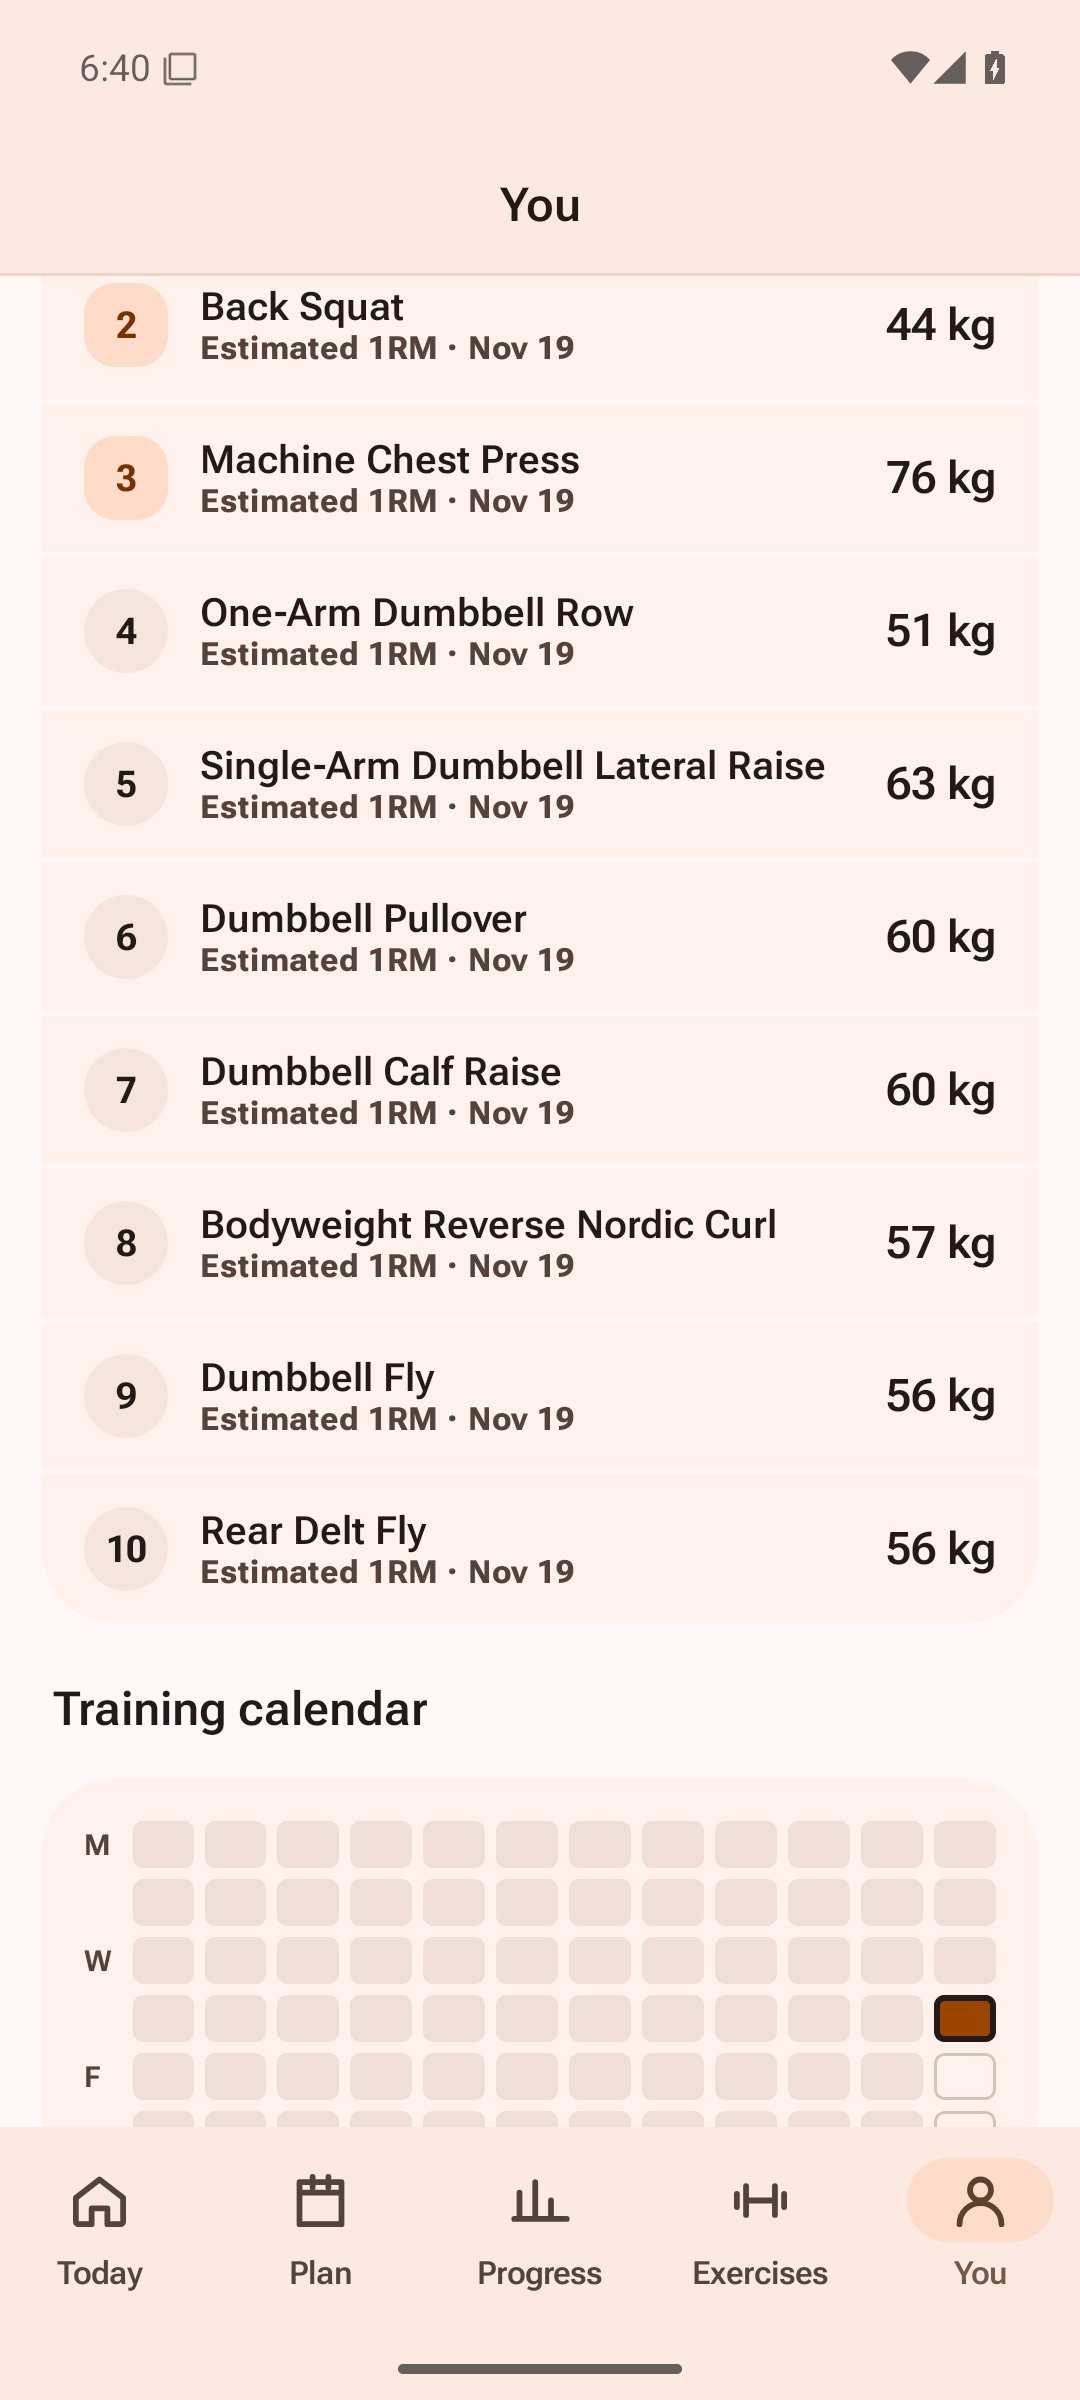 6:40
You
2
Back Squat
Estimated 1RM · Nov 19
44 kg
3
Machine Chest Press
Estimated 1RM · Nov 19
76 kg
4
One-Arm Dumbbell Row
Estimated 1RM · Nov 19
51 kg
5
Single-Arm Dumbbell Lateral Raise
Estimated 1RM · Nov 19
63 kg
6
Dumbbell Pullover
Estimated 1RM · Nov 19
60 kg
7
Dumbbell Calf Raise
Estimated 1RM · Nov 19
60 kg
8
Bodyweight Reverse Nordic Curl
Estimated 1RM · Nov 19
57 kg
9
Dumbbell Fly
Estimated 1RM · Nov 19
56 kg
10
Rear Delt Fly
Estimated 1RM · Nov 19
56 kg
Training calendar
M
W
F
Today
Plan
Progress
Exercises
You